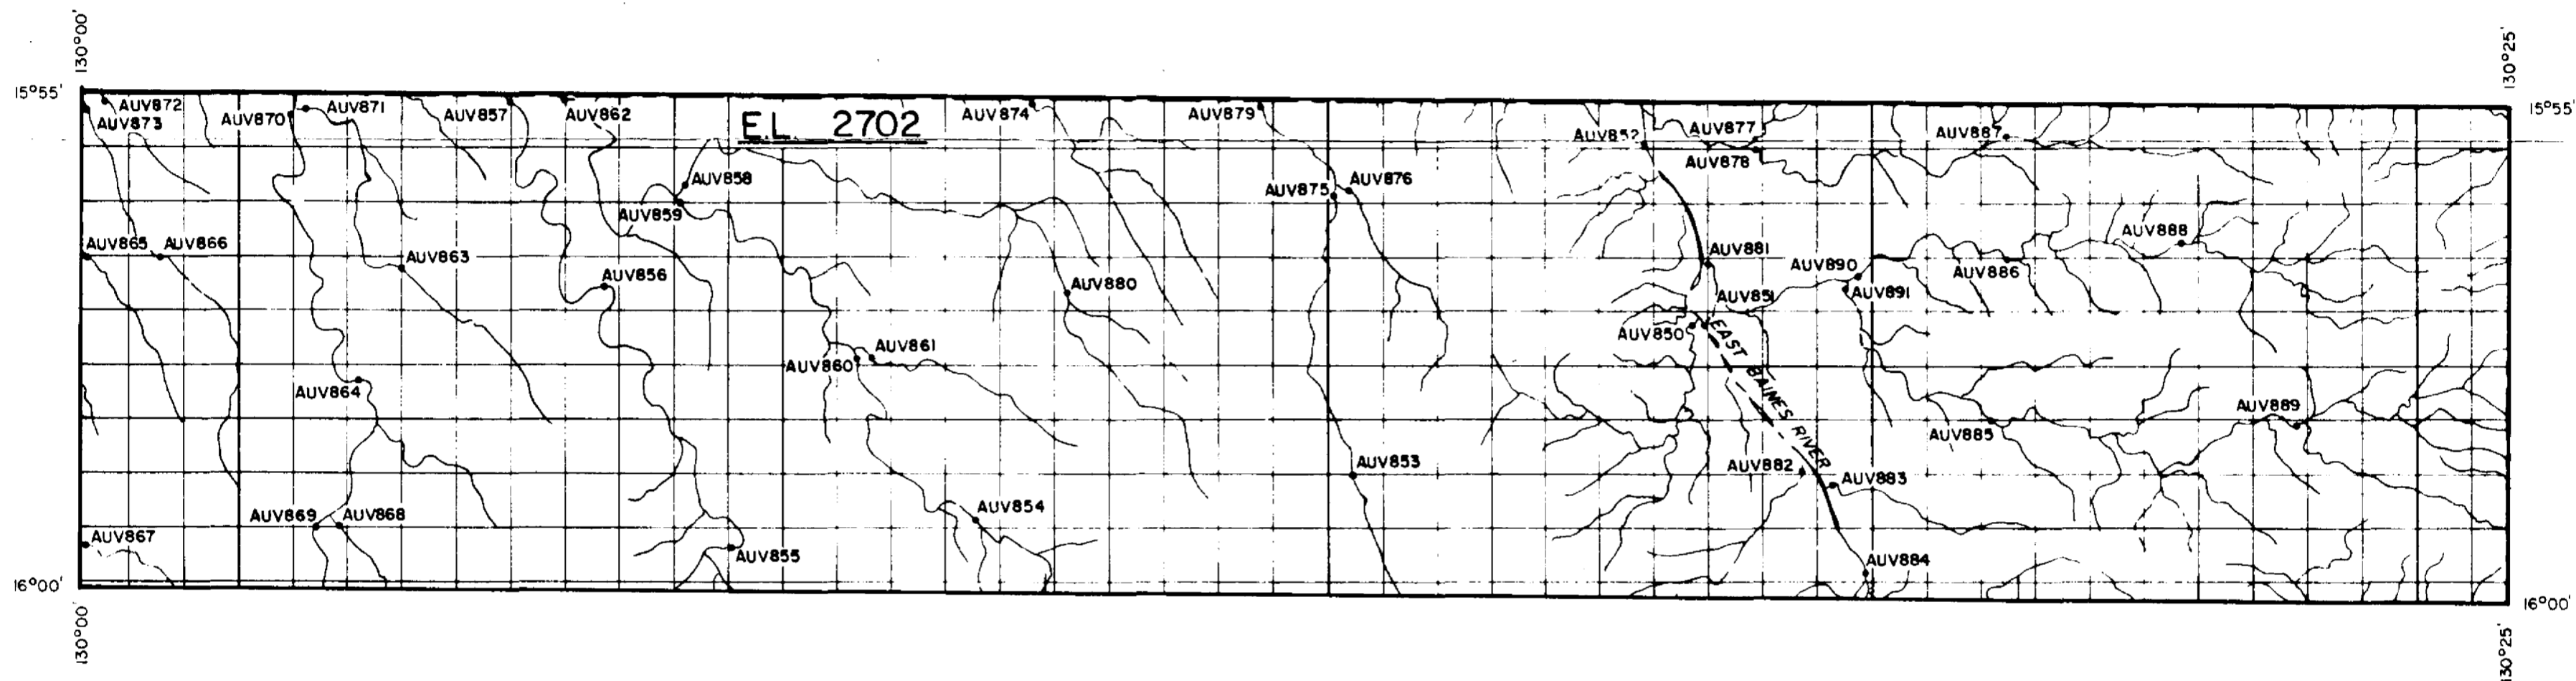 130°00'
130°25'
15°55'
15°55'
AUV872
AUV873
AUV870
AUV871
AUV857
AUV862
E.L. 2702
AUV874
AUV879
AUV852
AUV877
AUV878
AUV887
AUV858
AUV859
AUV875
AUV876
AUV865
AUV866
AUV863
AUV856
AUV880
AUV881
AUV890
AUV891
AUV886
AUV888
AUV851
AUV850
EAST BAINES RIVER
AUV860
AUV861
AUV864
AUV885
AUV889
AUV853
AUV882
AUV883
AUV869
AUV868
AUV854
AUV867
AUV855
AUV884
16°00'
16°00'
130°00'
130°25'